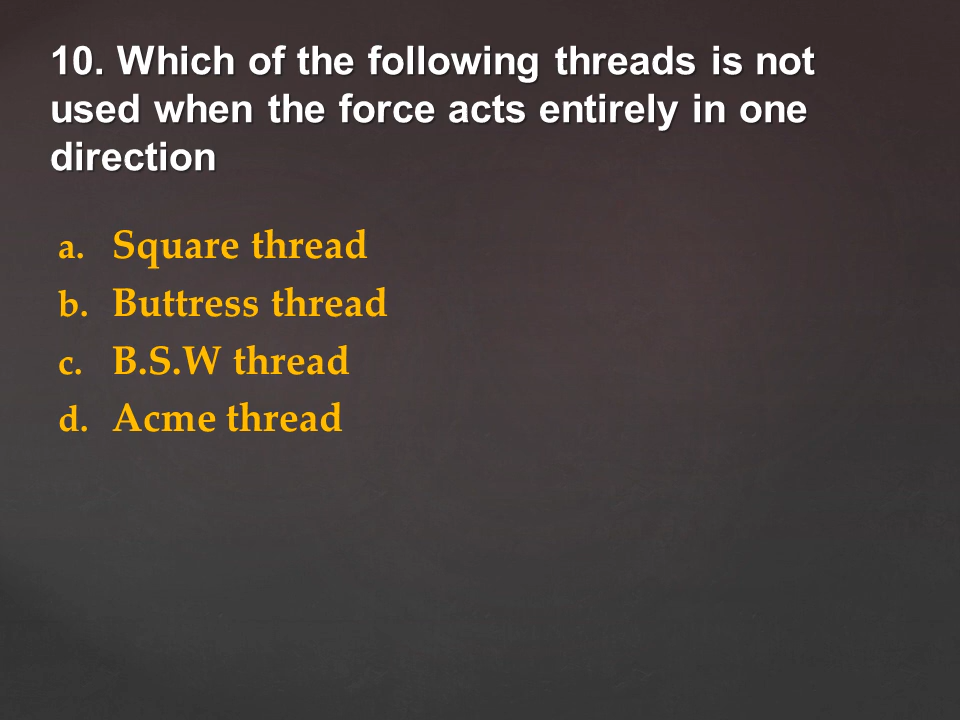 10. Which of the following threads is not
used when the force acts entirely in one
direction
a. Square thread
b. Buttress thread
c. B.S.W thread
d. Acme thread